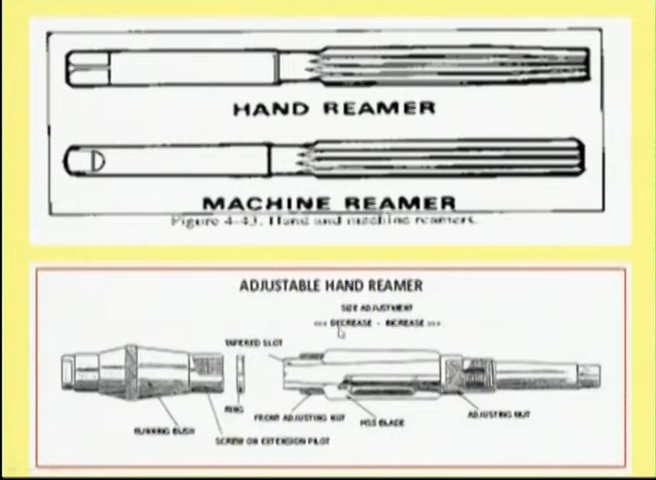 HAND REAMER
MACHINE REAMER
Figure 4-43. Hand and machine reamers.
ADJUSTABLE HAND REAMER
SIZE ADJUSTMENT
<<< DECREASE - INCREASE >>>
TAPERED SLOT
RING
FRONT ADJUSTING NUT
HSS BLADE
ADJUSTING NUT
RUNNING BUSH
SCREW ON EXTENSION PILOT